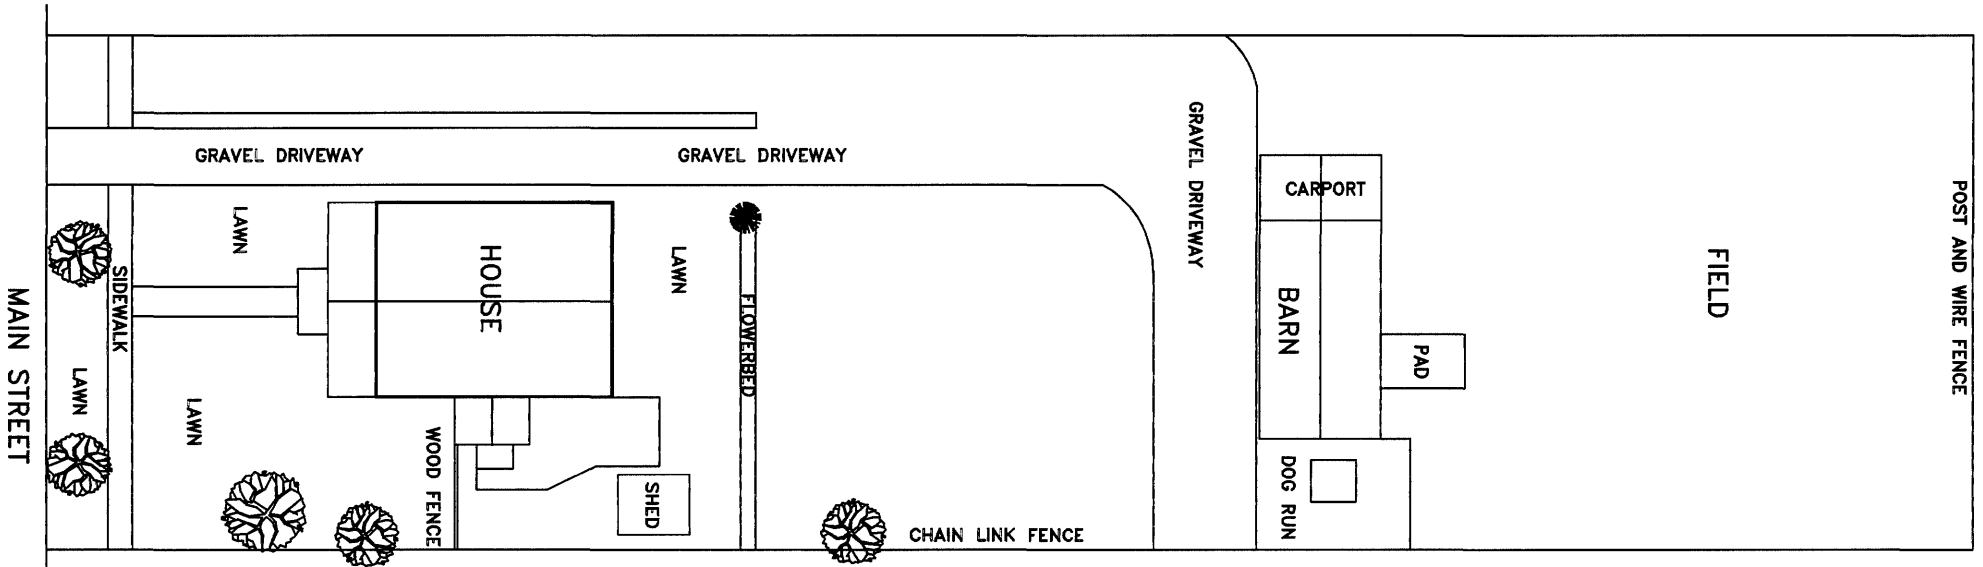 MAIN STREET
LAWN
SIDEWALK
LAWN
LAWN
GRAVEL DRIVEWAY
GRAVEL DRIVEWAY
HOUSE
WOOD FENCE
LAWN
SHED
FLOWERBED
CHAIN LINK FENCE
GRAVEL DRIVEWAY
CARPORT
BARN
DOG RUN
PAD
FIELD
POST AND WIRE FENCE